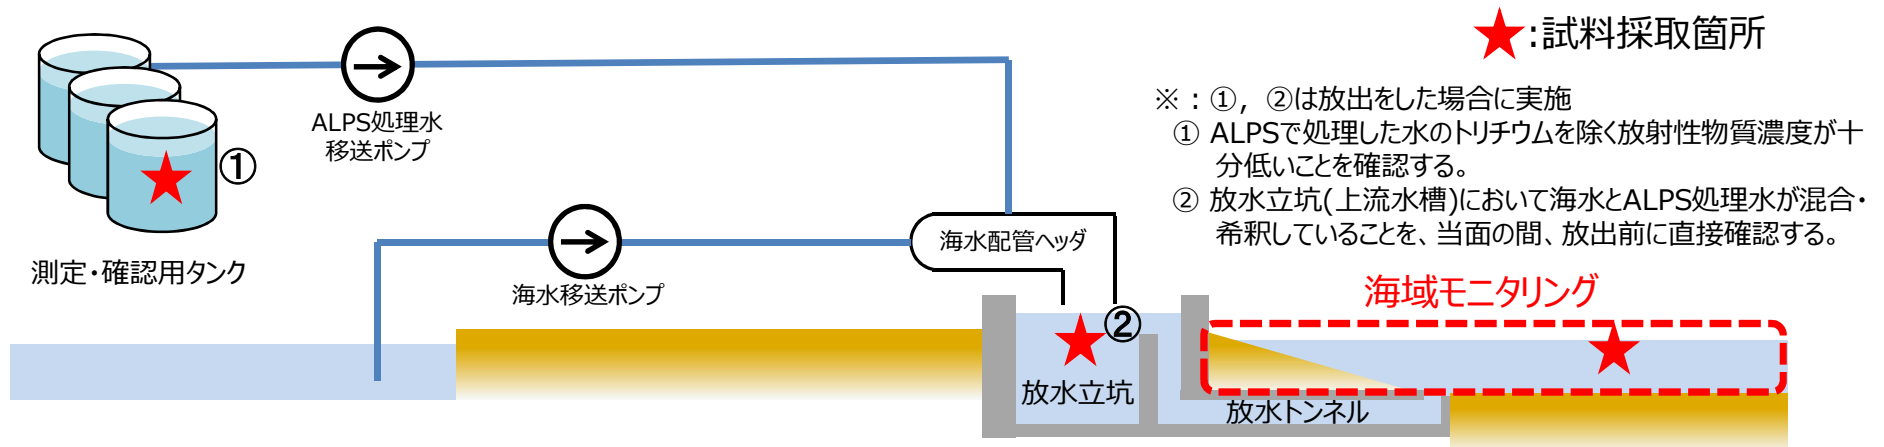 ★:試料採取箇所
※:①,②は放出をした場合に実施
① ALPSで処理した水のトリチウムを除く放射性物質濃度が十
分低いことを確認する。
② 放水立坑(上流水槽)において海水とALPS処理水が混合・
希釈していることを、当面の間、放出前に直接確認する。
ALPS処理水
移送ポンプ
①
測定・確認用タンク
海水配管ヘッダ
海水移送ポンプ
海域モニタリング
②
放水立坑
放水トンネル